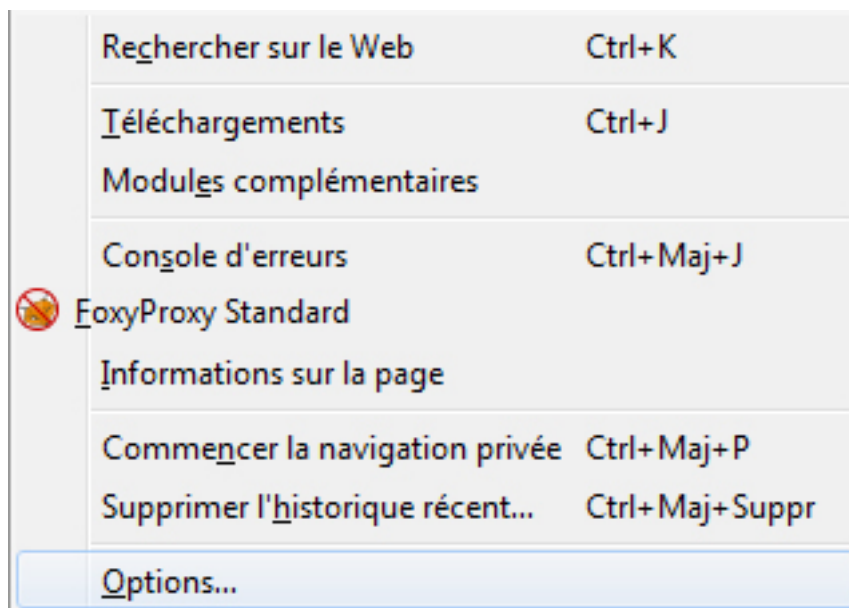 Rechercher sur le Web Ctrl+K
Téléchargements Ctrl+J
Modules complémentaires
Console d'erreurs Ctrl+Maj+J
FoxyProxy Standard
Informations sur la page
Commencer la navigation privée Ctrl+Maj+P
Supprimer l'historique récent... Ctrl+Maj+Suppr
Options...